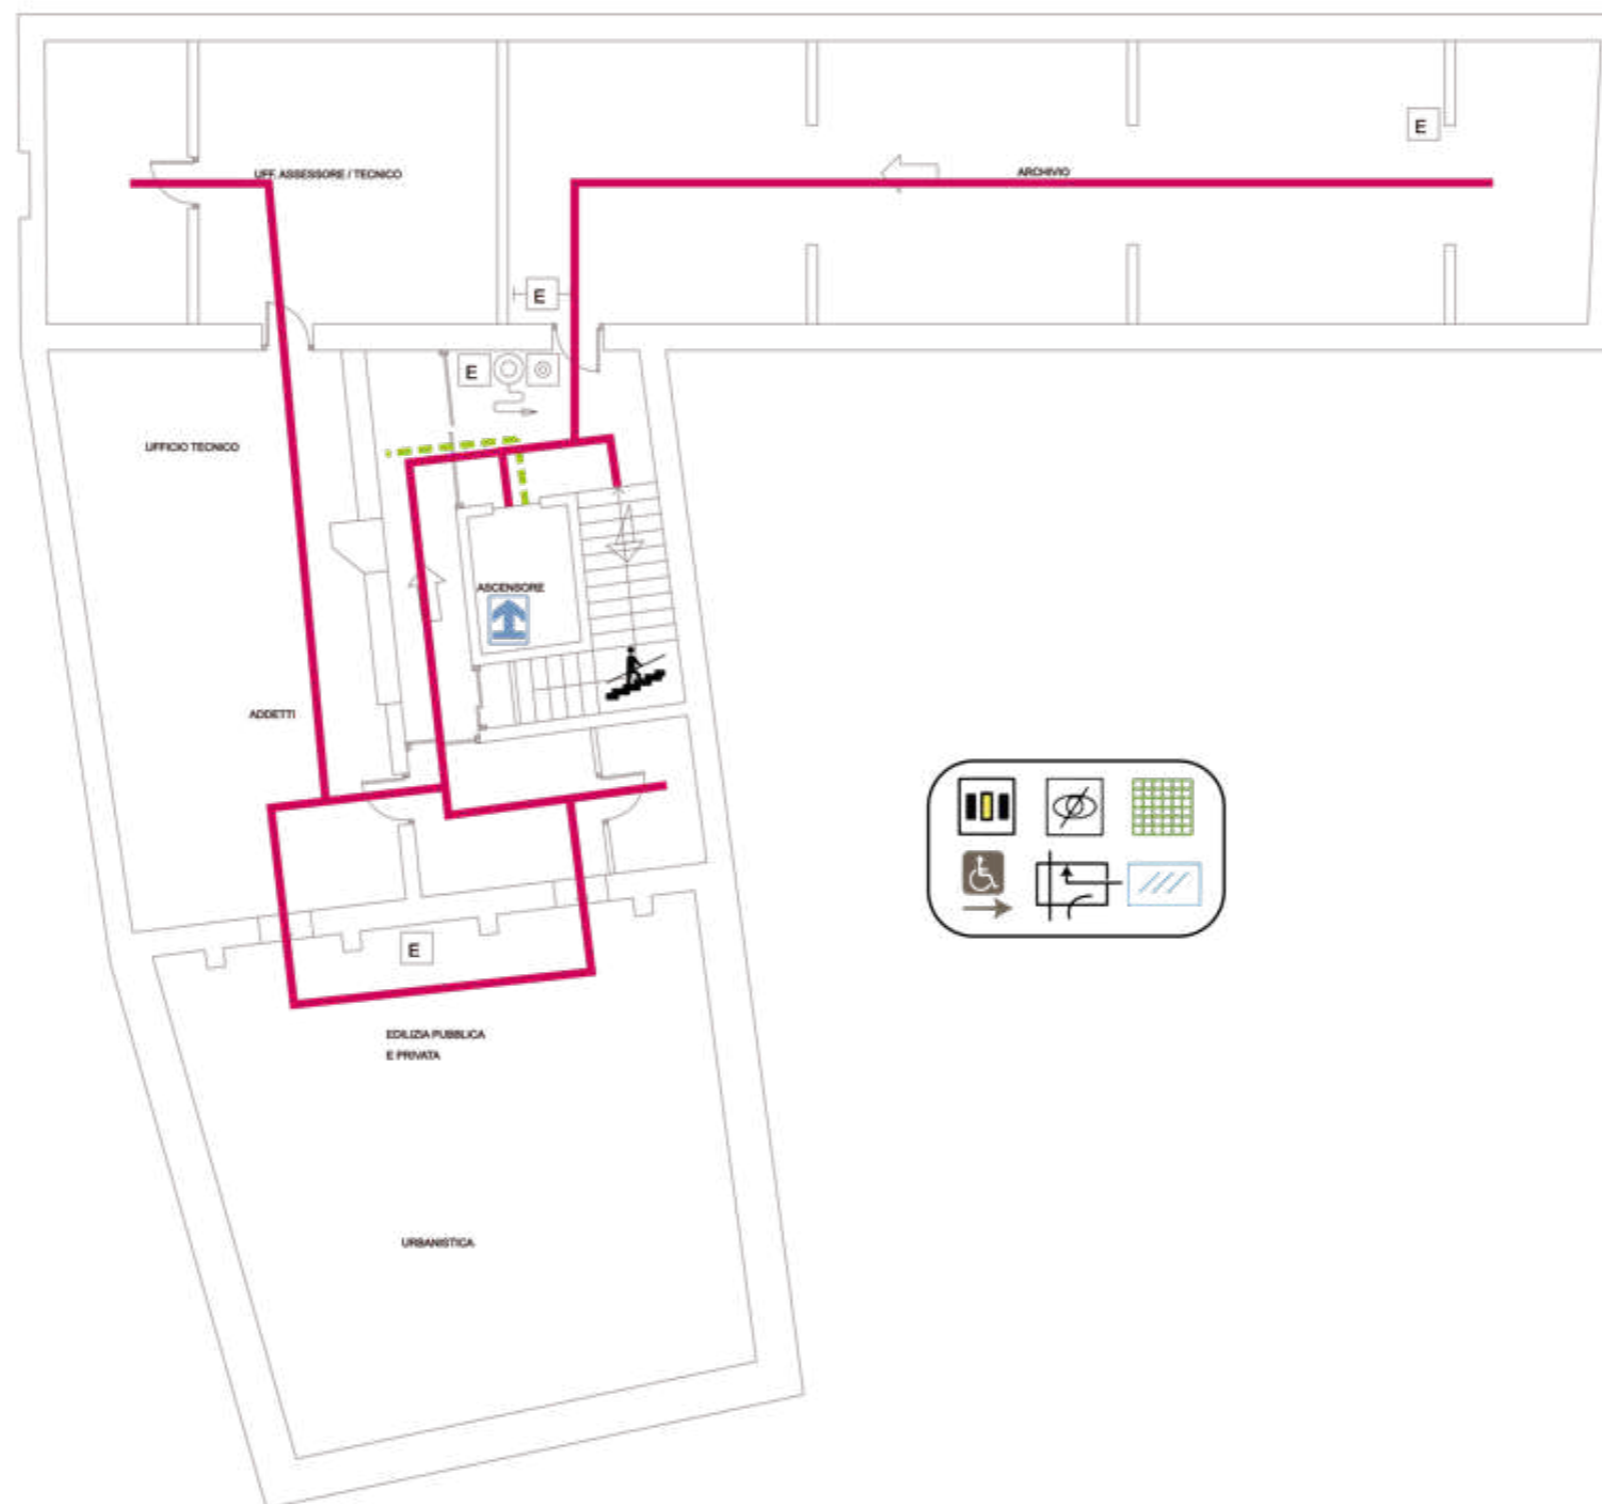 UFF. ASSESSORE / TECNICO
ARCHIVIO
E
E
E
UFFICIO TECNICO
ASCENSORE
ADDETTI
E
EDILIZIA PUBBLICA
E PRIVATA
URBANISTICA